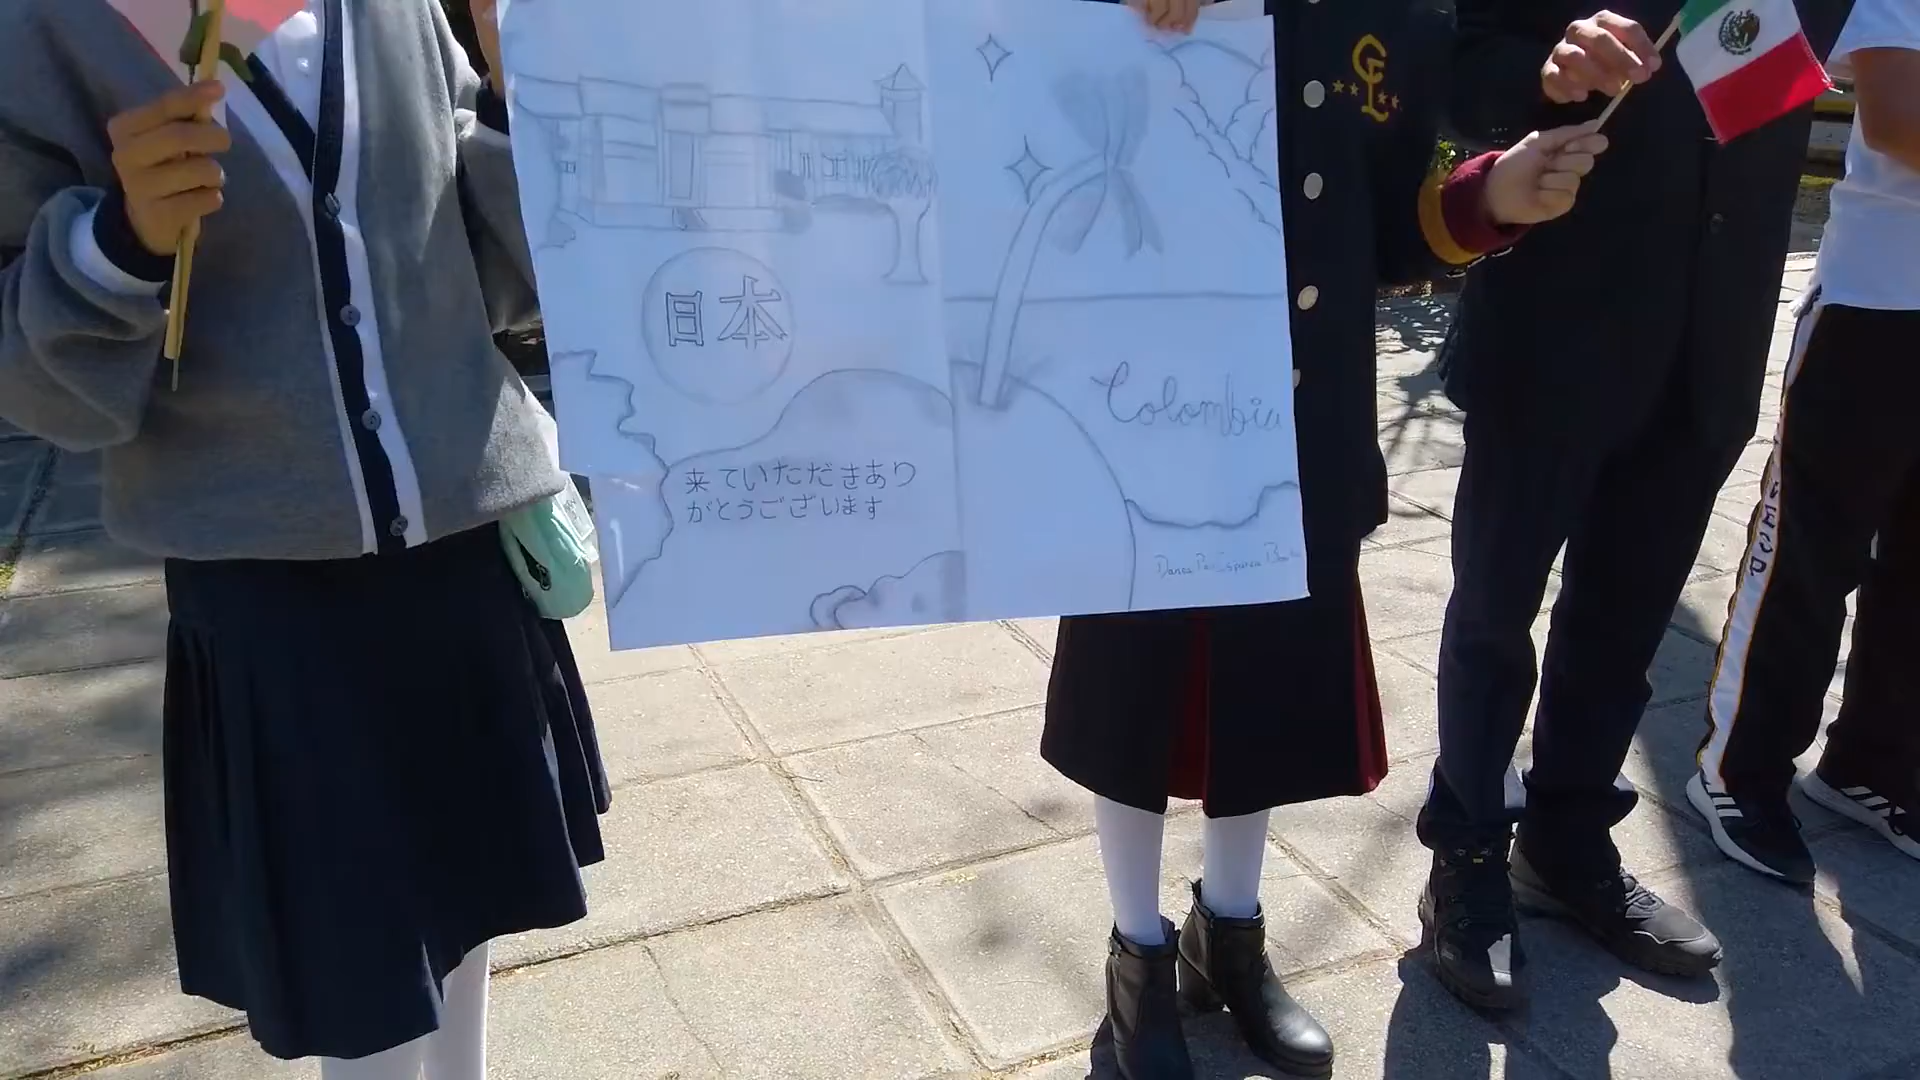 日本
来ていただきあり
がとうございます
Colombia